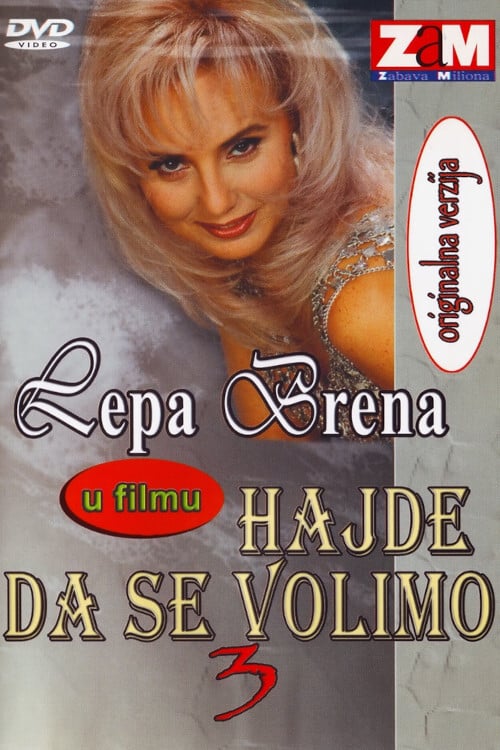 DVD
VIDEO
ZaM
Zabava Miliona
originalna verzija
Lepa Brena
u filmu
HAJDE
DA SE VOLIMO
3